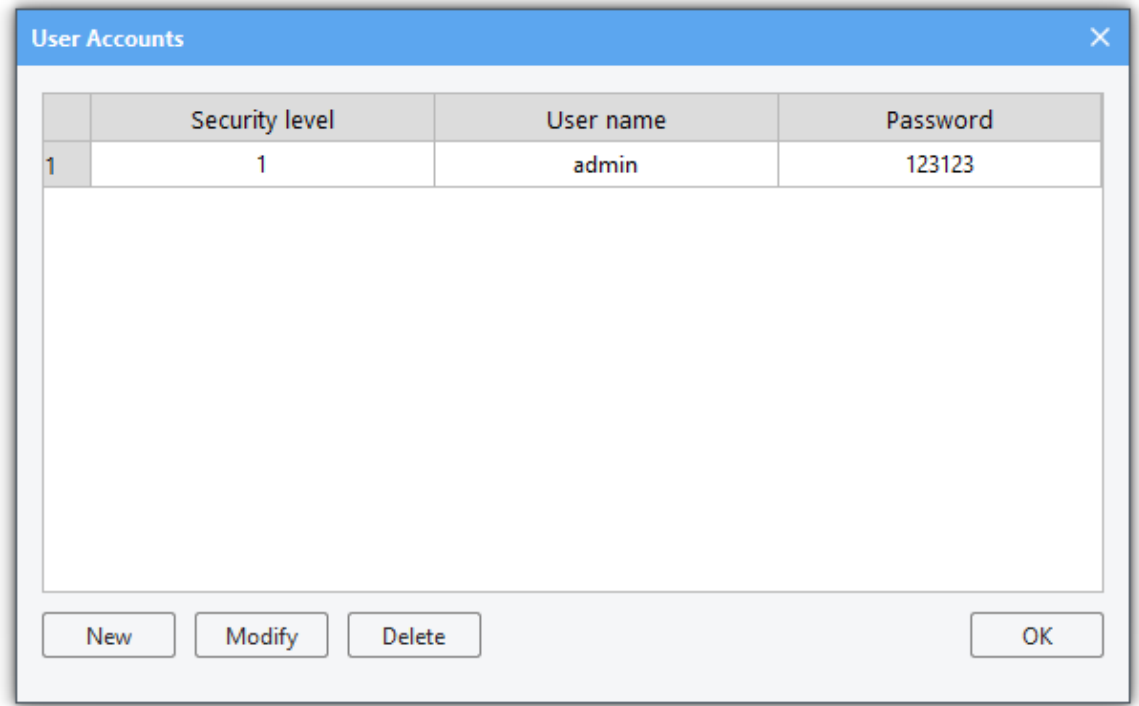 User Accounts
Security level User name Password
1 1 admin 123123
New Modify Delete OK